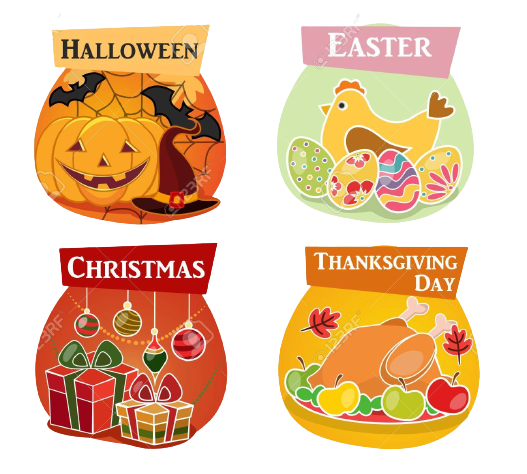 HALLOWEEN
EASTER
CHRISTMAS
THANKSGIVING
DAY